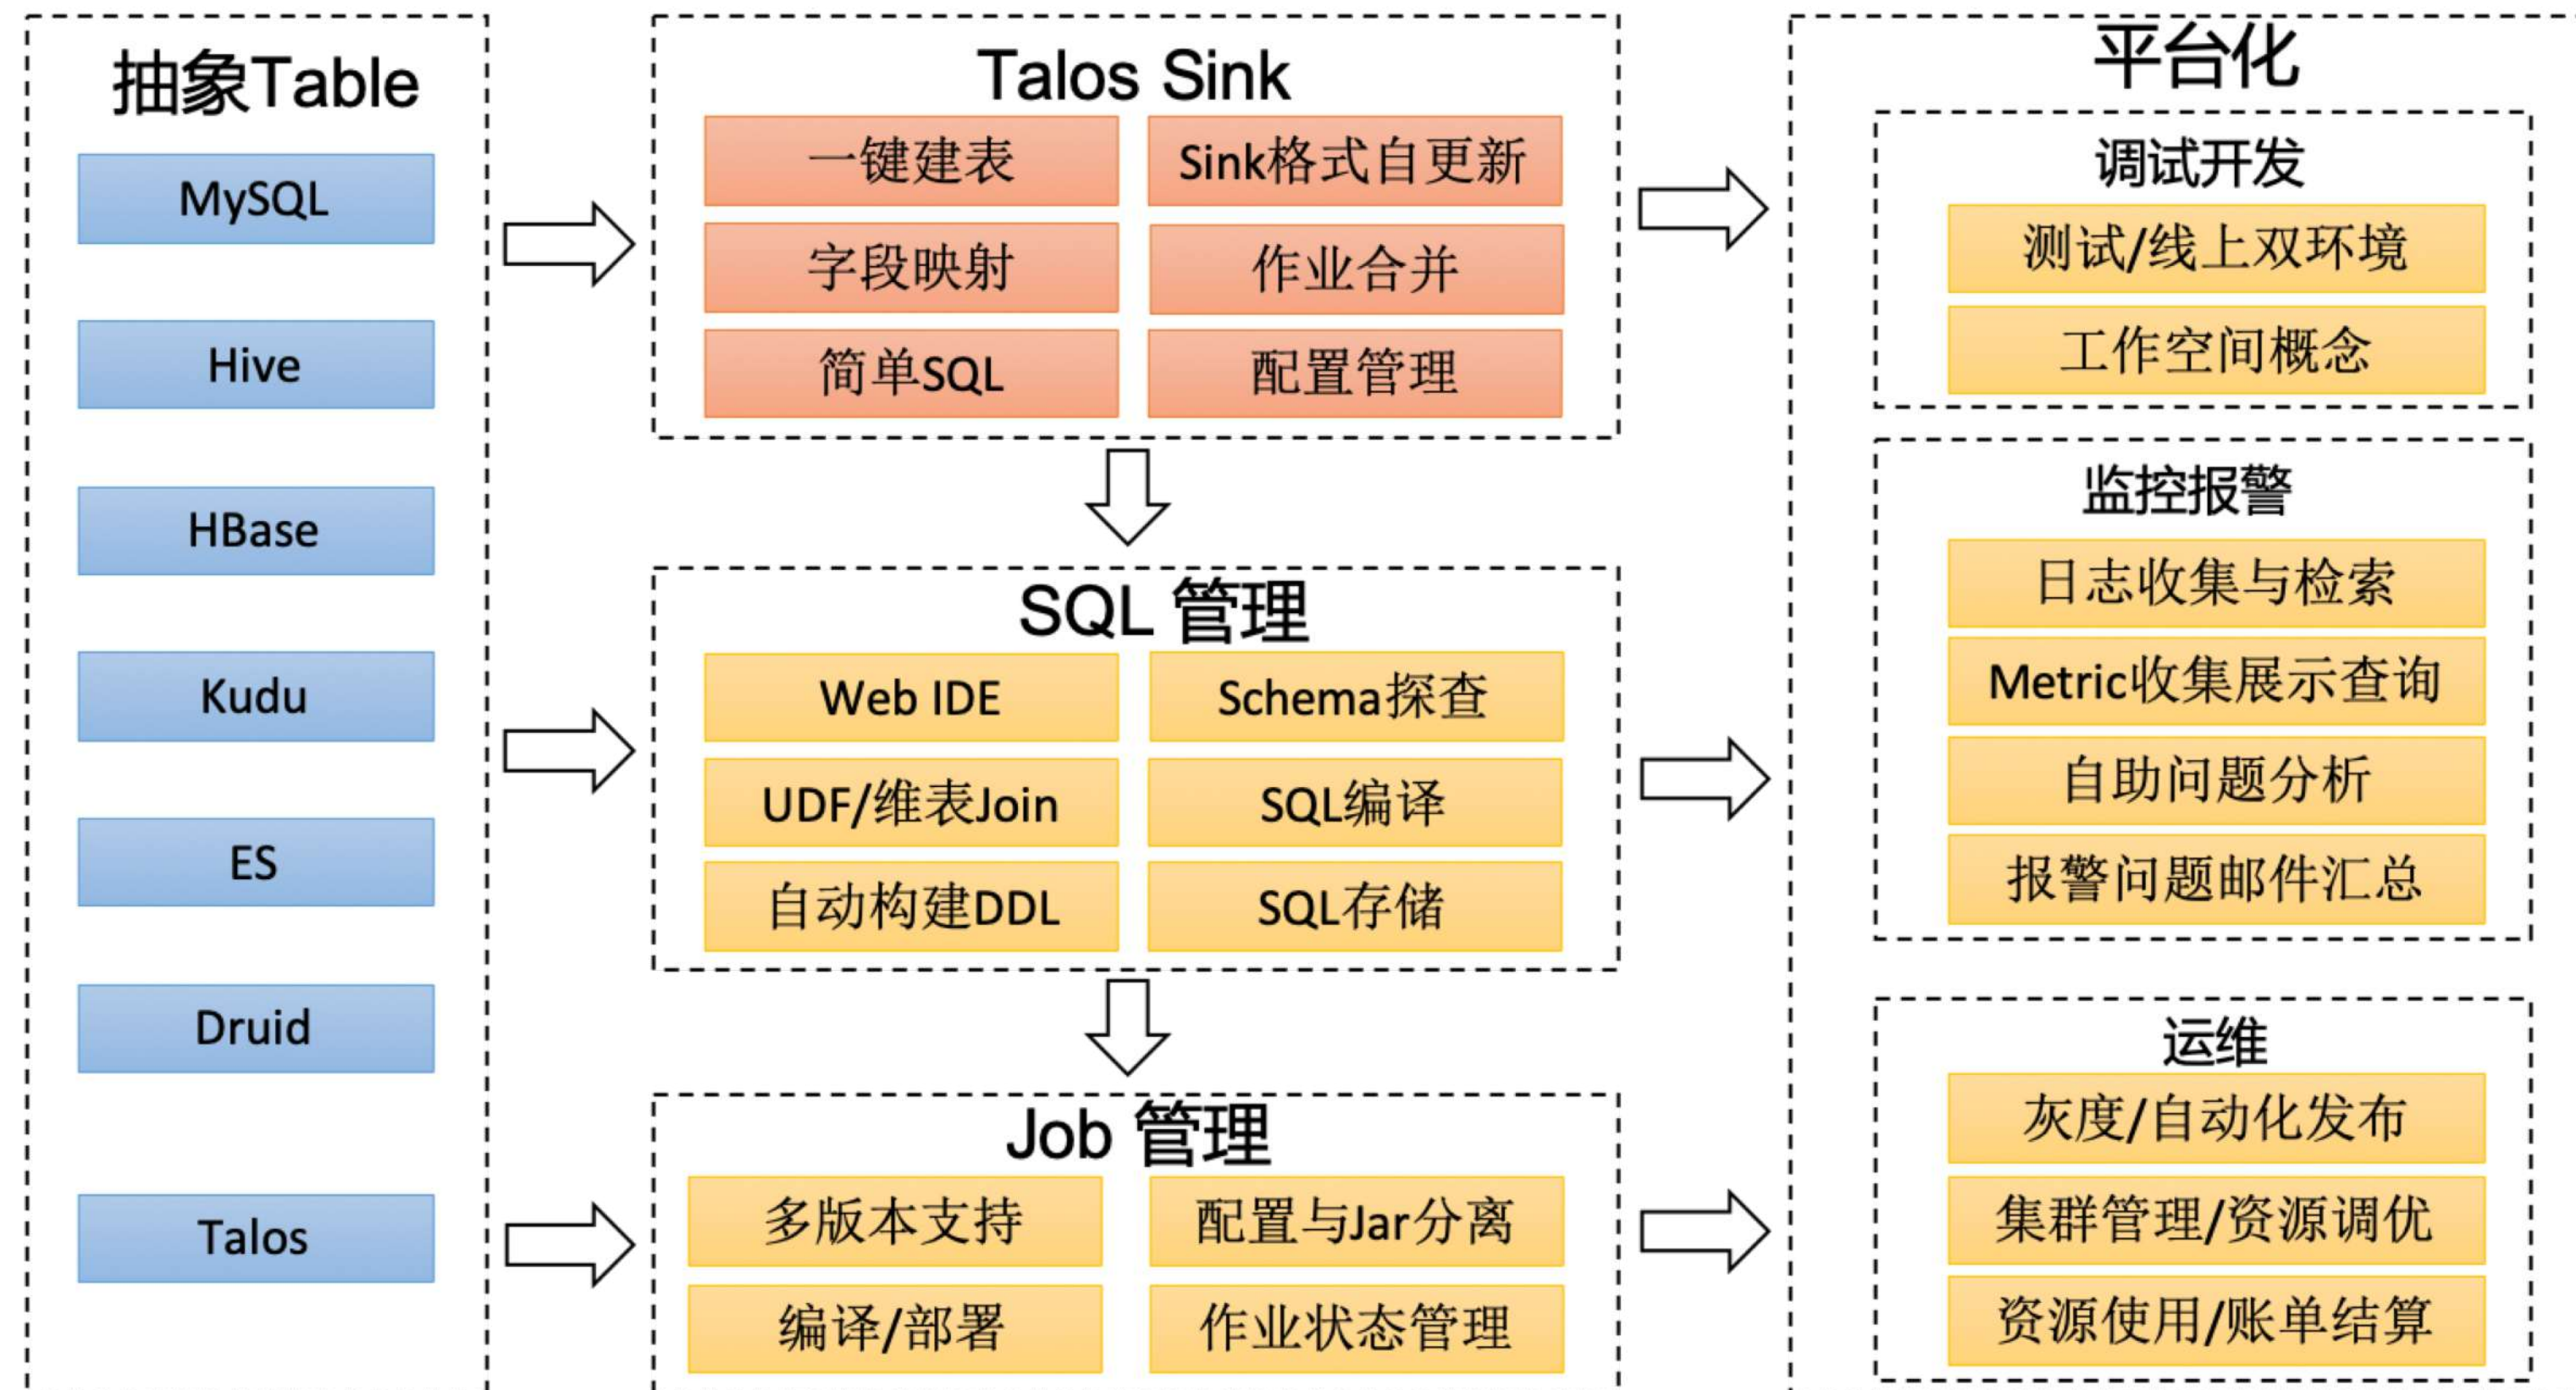 抽象Table
MySQL
Hive
HBase
Kudu
ES
Druid
Talos
Talos Sink
一键建表
Sink格式自更新
字段映射
作业合并
简单SQL
配置管理
SQL 管理
Web IDE
Schema探查
UDF/维表Join
SQL编译
自动构建DDL
SQL存储
Job 管理
多版本支持
配置与Jar分离
编译/部署
作业状态管理
平台化
调试开发
测试/线上双环境
工作空间概念
监控报警
日志收集与检索
Metric收集展示查询
自助问题分析
报警问题邮件汇总
运维
灰度/自动化发布
集群管理/资源调优
资源使用/账单结算